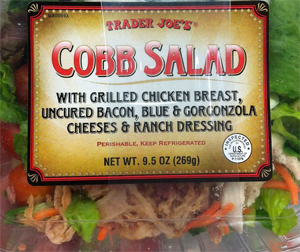 TRADER JOE'S
COBB SALAD
WITH GRILLED CHICKEN BREAST,
UNCURED BACON, BLUE & GORGONZOLA
CHEESES & RANCH DRESSING
PERISHABLE, KEEP REFRIGERATED
NET WT. 9.5 OZ (269g)
INSPECTED
U.S.